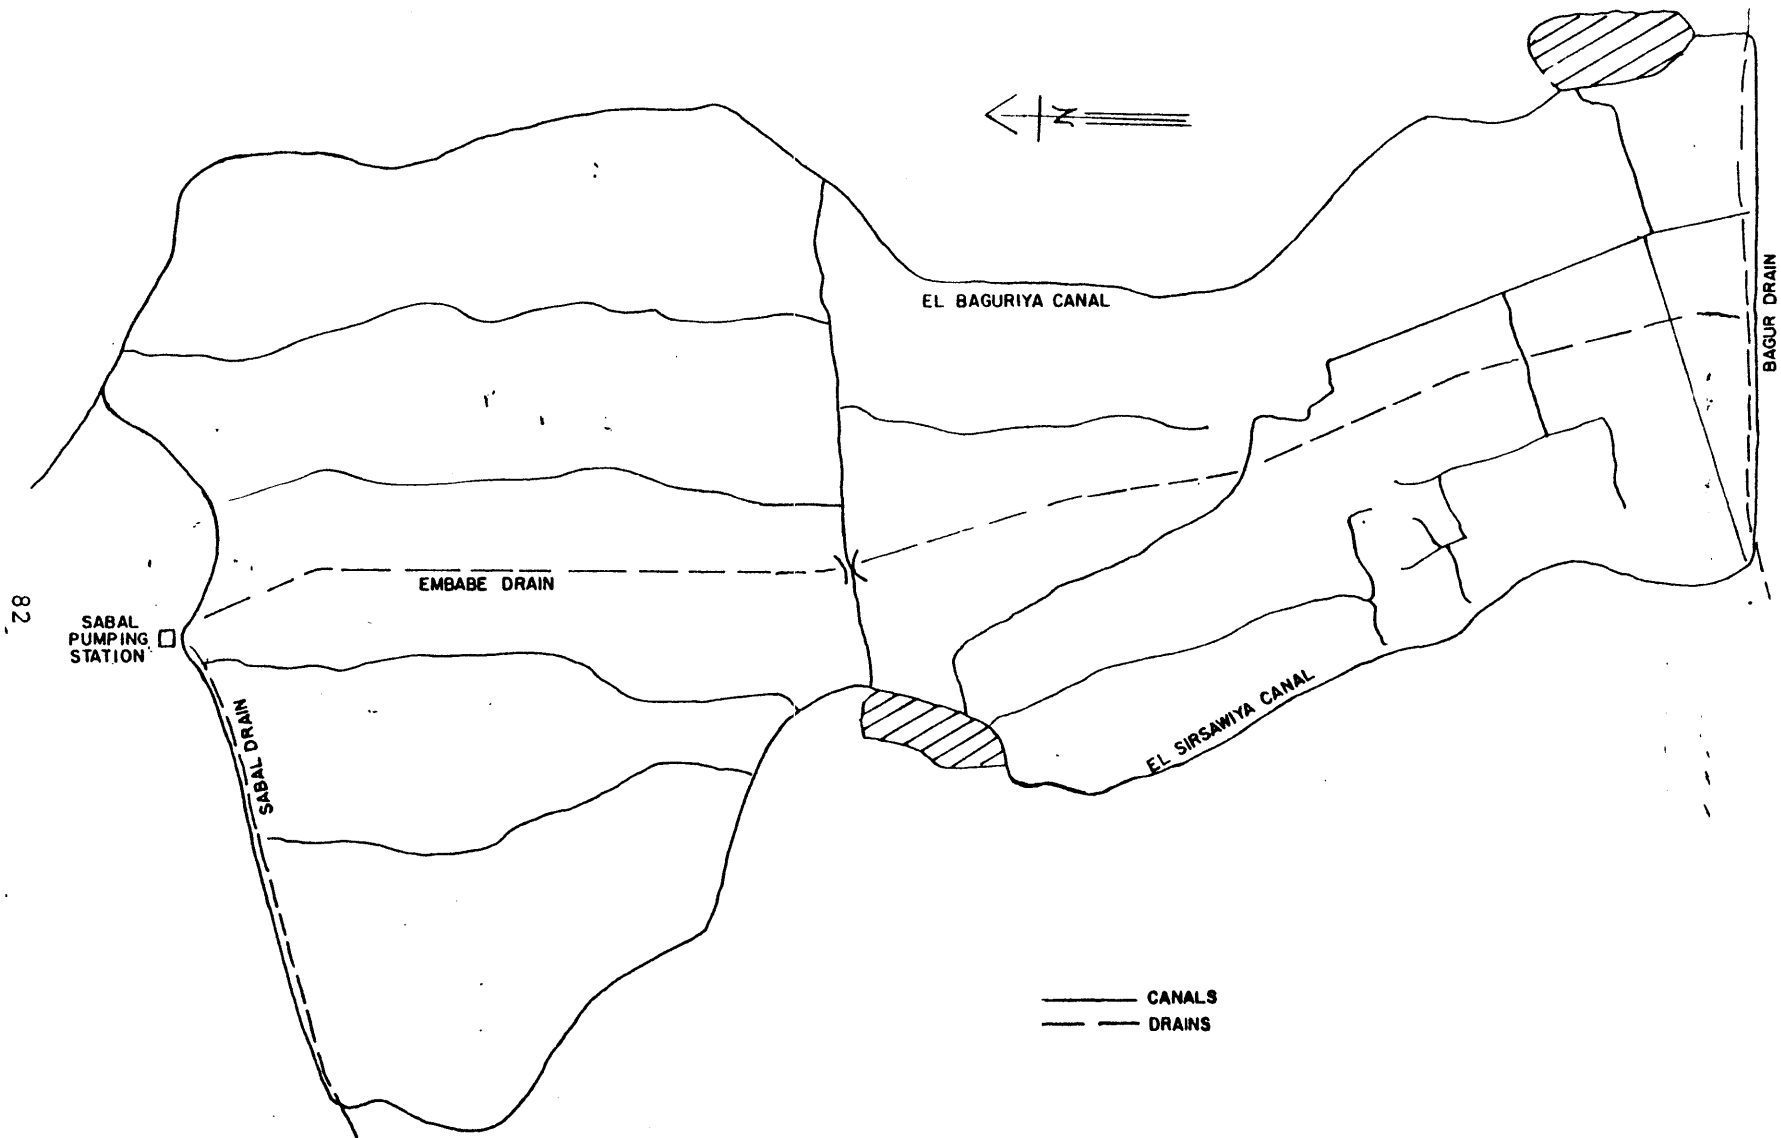 N
EL BAGURIYA CANAL
BAGUR DRAIN
EMBABE DRAIN
82
SABAL
PUMPING
STATION
SABAL DRAIN
EL SIRSAWIYA CANAL
CANALS
DRAINS